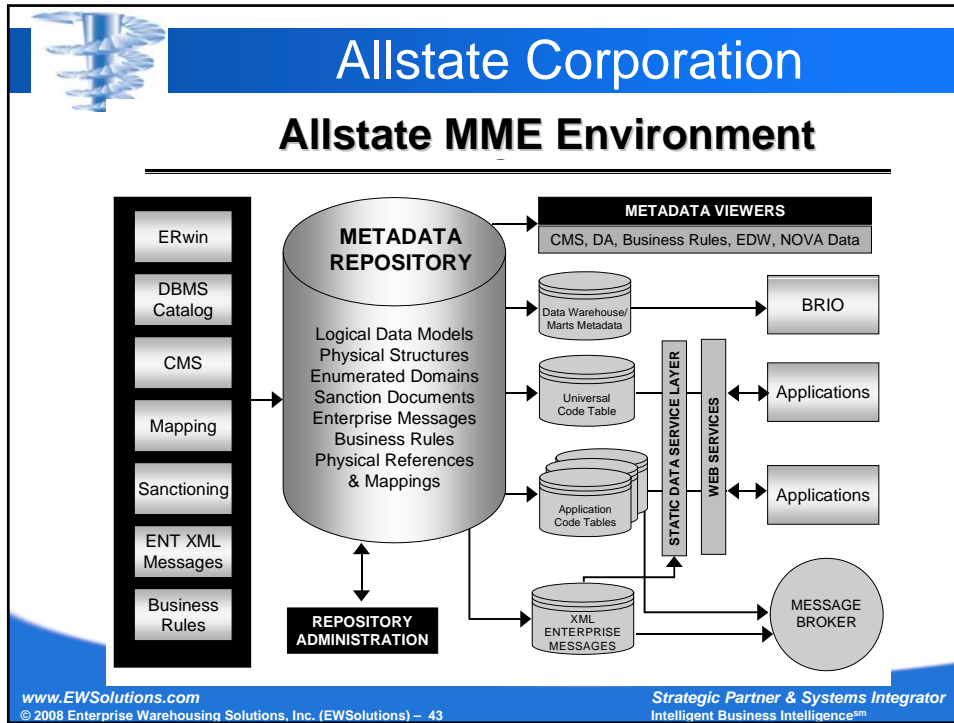 Allstate Corporation
Allstate MME Environment
ERwin
DBMS
Catalog
CMS
Mapping
Sanctioning
ENT XML
Messages
Business
Rules
METADATA
REPOSITORY
Logical Data Models
Physical Structures
Enumerated Domains
Sanction Documents
Enterprise Messages
Business Rules
Physical References
& Mappings
REPOSITORY
ADMINISTRATION
METADATA VIEWERS
CMS, DA, Business Rules, EDW, NOVA Data
Data Warehouse/
Marts Metadata
BRIO
Universal
Code Table
STATIC DATA SERVICE LAYER
WEB SERVICES
Applications
Application
Code Tables
Applications
XML
ENTERPRISE
MESSAGES
MESSAGE
BROKER
www.EWSolutions.com
Strategic Partner & Systems Integrator
© 2008 Enterprise Warehousing Solutions, Inc. (EWSolutions) – 43
Intelligent Business Intelligence℠